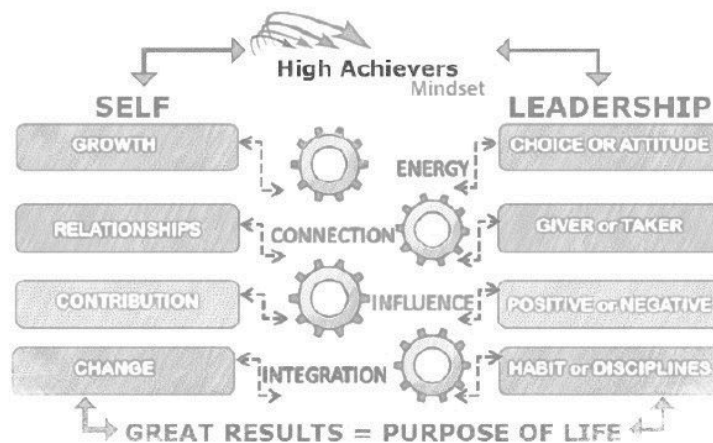 High Achievers
Mindset
SELF
LEADERSHIP
GROWTH
ENERGY
CHOICE OR ATTITUDE
RELATIONSHIPS
CONNECTION
GIVER or TAKER
CONTRIBUTION
INFLUENCE
POSITIVE or NEGATIVE
CHANGE
INTEGRATION
HABIT or DISCIPLINES
GREAT RESULTS = PURPOSE OF LIFE